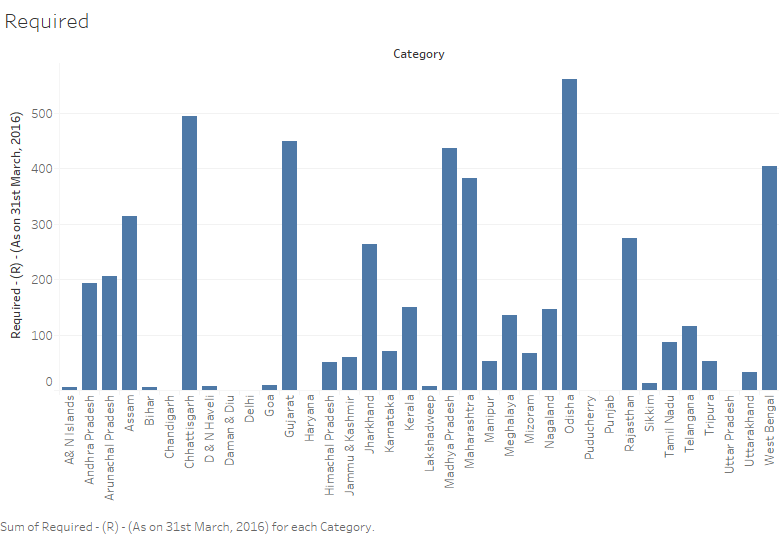 Required
Category
Required - (R) - (As on 31st March, 2016)
500
400
300
200
100
0
A& N Islands
Andhra Pradesh
Arunachal Pradesh
Assam
Bihar
Chandigarh
Chhattisgarh
D & N Haveli
Daman & Diu
Delhi
Goa
Gujarat
Haryana
Himachal Pradesh
Jammu & Kashmir
Jharkhand
Karnataka
Kerala
Lakshadweep
Madhya Pradesh
Maharashtra
Manipur
Meghalaya
Mizoram
Nagaland
Odisha
Puducherry
Punjab
Rajasthan
Sikkim
Tamil Nadu
Telangana
Tripura
Uttar Pradesh
Uttarakhand
West Bengal
Sum of Required - (R) - (As on 31st March, 2016) for each Category.